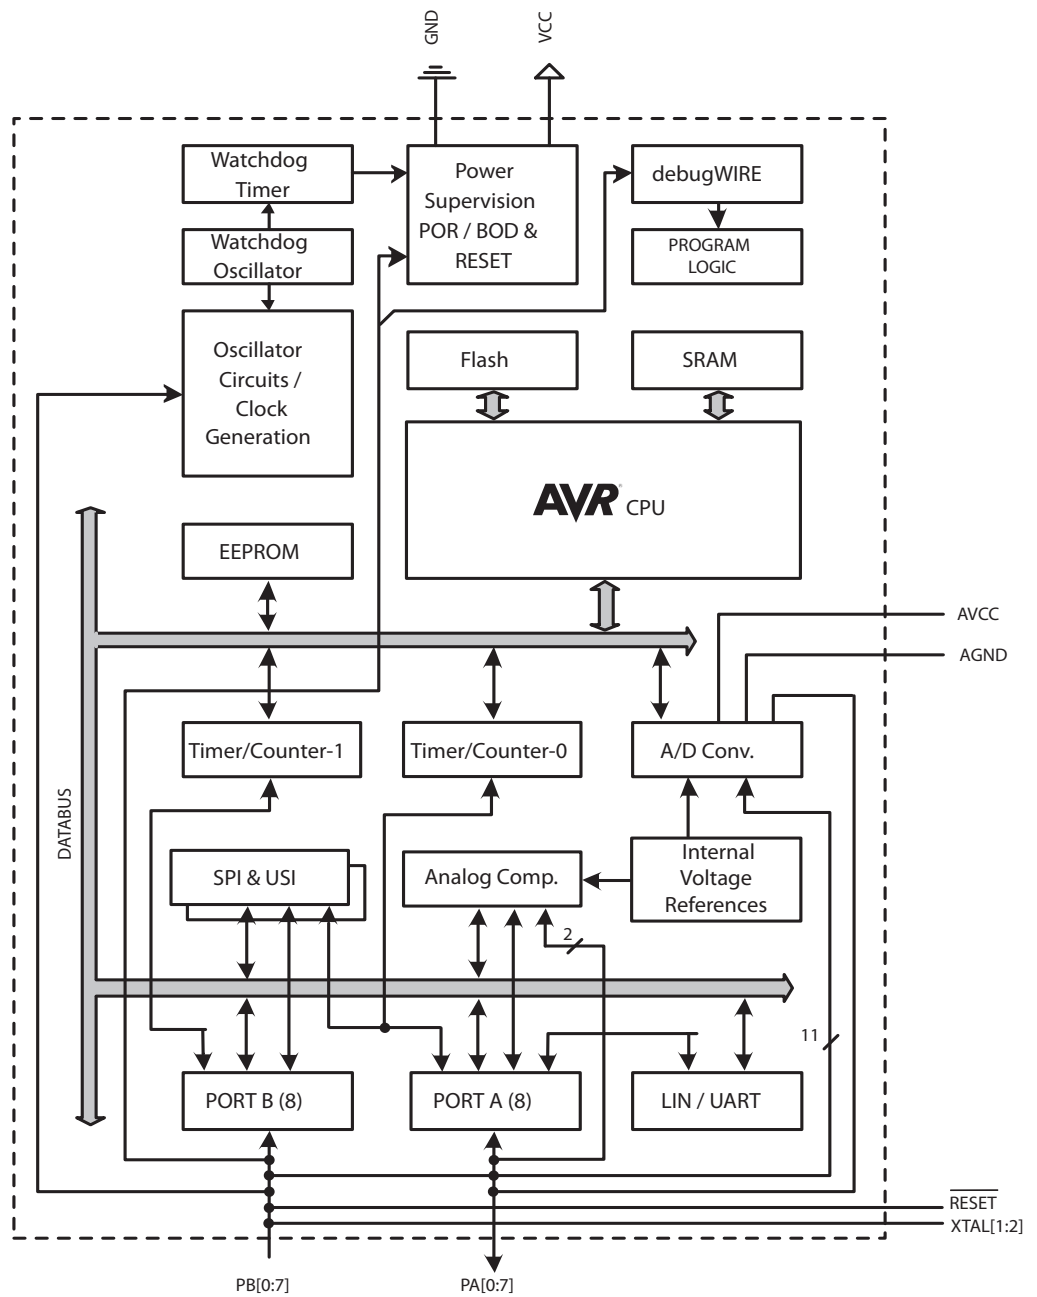 GND
VCC
Watchdog
Timer
Power
Supervision
POR / BOD &
RESET
debugWIRE
Watchdog
Oscillator
PROGRAM
LOGIC
Oscillator
Circuits /
Clock
Generation
Flash
SRAM
AVR® CPU
EEPROM
AVCC
AGND
Timer/Counter-1
Timer/Counter-0
A/D Conv.
DATABUS
SPI & USI
Analog Comp.
Internal
Voltage
References
2
11
PORT B (8)
PORT A (8)
LIN / UART
RESET
XTAL[1:2]
PB[0:7]
PA[0:7]